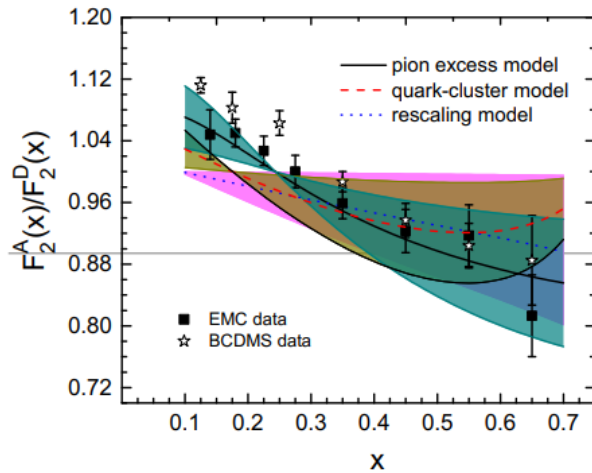 1.20
1.12
1.04
0.96
0.88
0.80
0.72
F₂ᴬ(x)/F₂ᴰ(x)
pion excess model
quark-cluster model
rescaling model
EMC data
BCDMS data
0.1 0.2 0.3 0.4 0.5 0.6 0.7
x